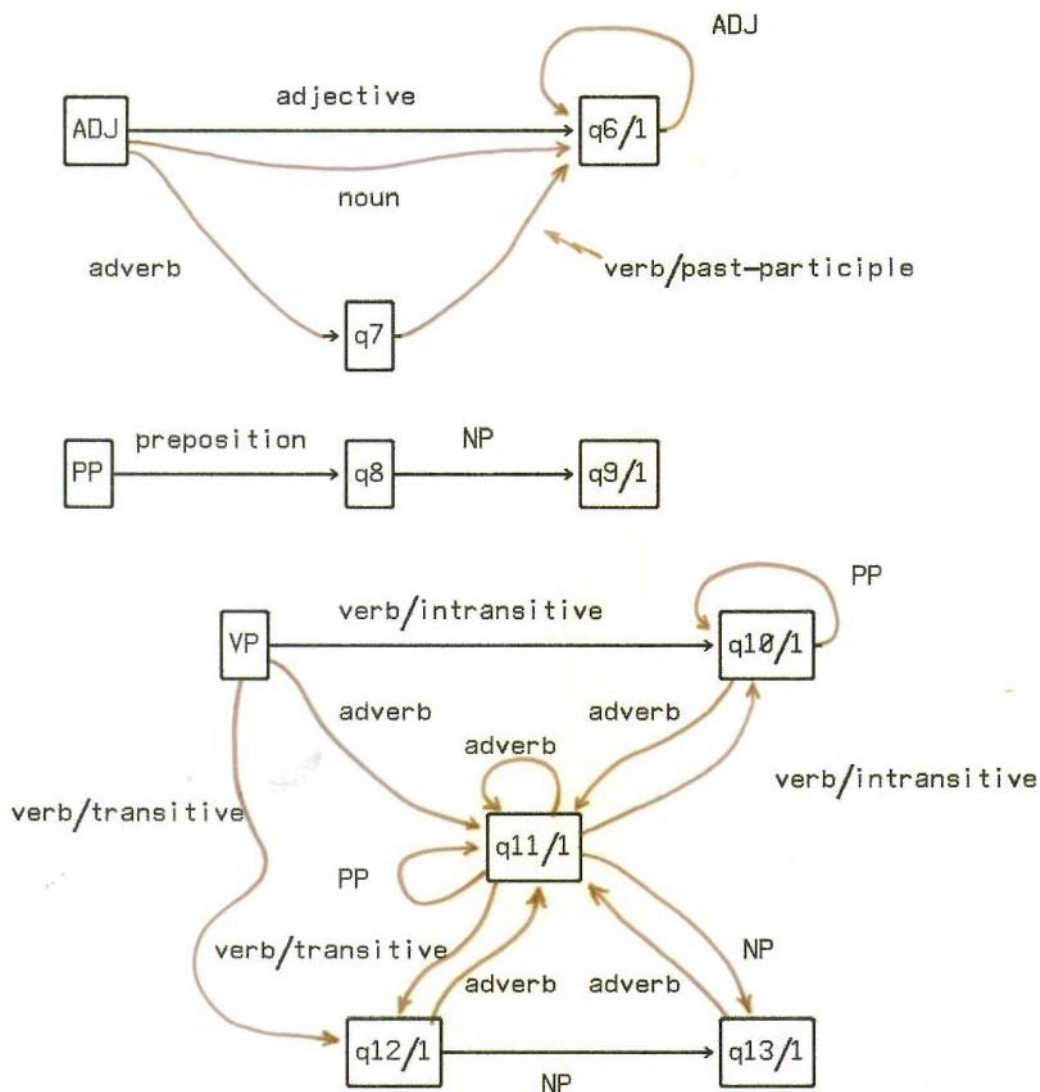 ADJ
adjective
ADJ
q6/1
noun
adverb
verb/past-participle
q7
preposition
NP
PP
q8
q9/1
PP
verb/intransitive
VP
q10/1
adverb
adverb
adverb
verb/transitive
verb/intransitive
q11/1
PP
verb/transitive
NP
adverb
adverb
q12/1
q13/1
NP